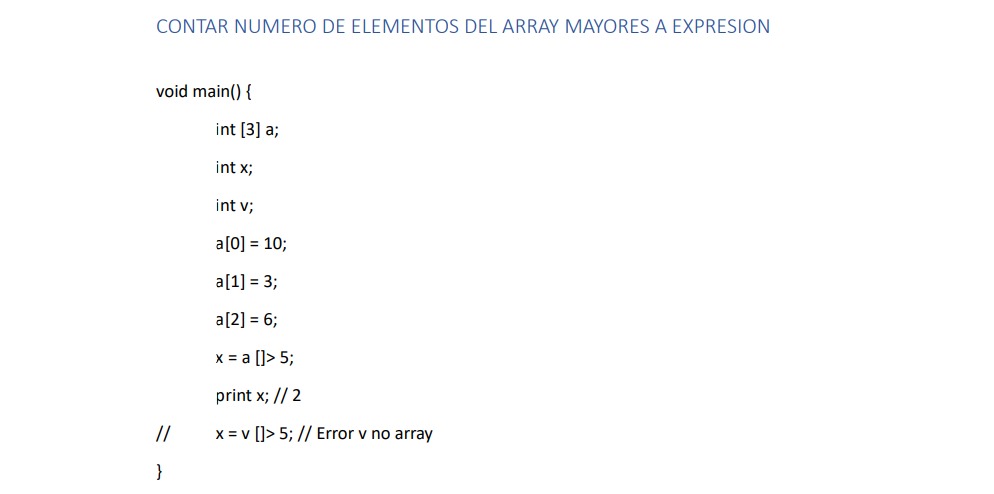 CONTAR NUMERO DE ELEMENTOS DEL ARRAY MAYORES A EXPRESION
void main() {
int [3] a;
int x;
int v;
a[0] = 10;
a[1] = 3;
a[2] = 6;
x = a []> 5;
print x; // 2
// x = v []> 5; // Error v no array
}